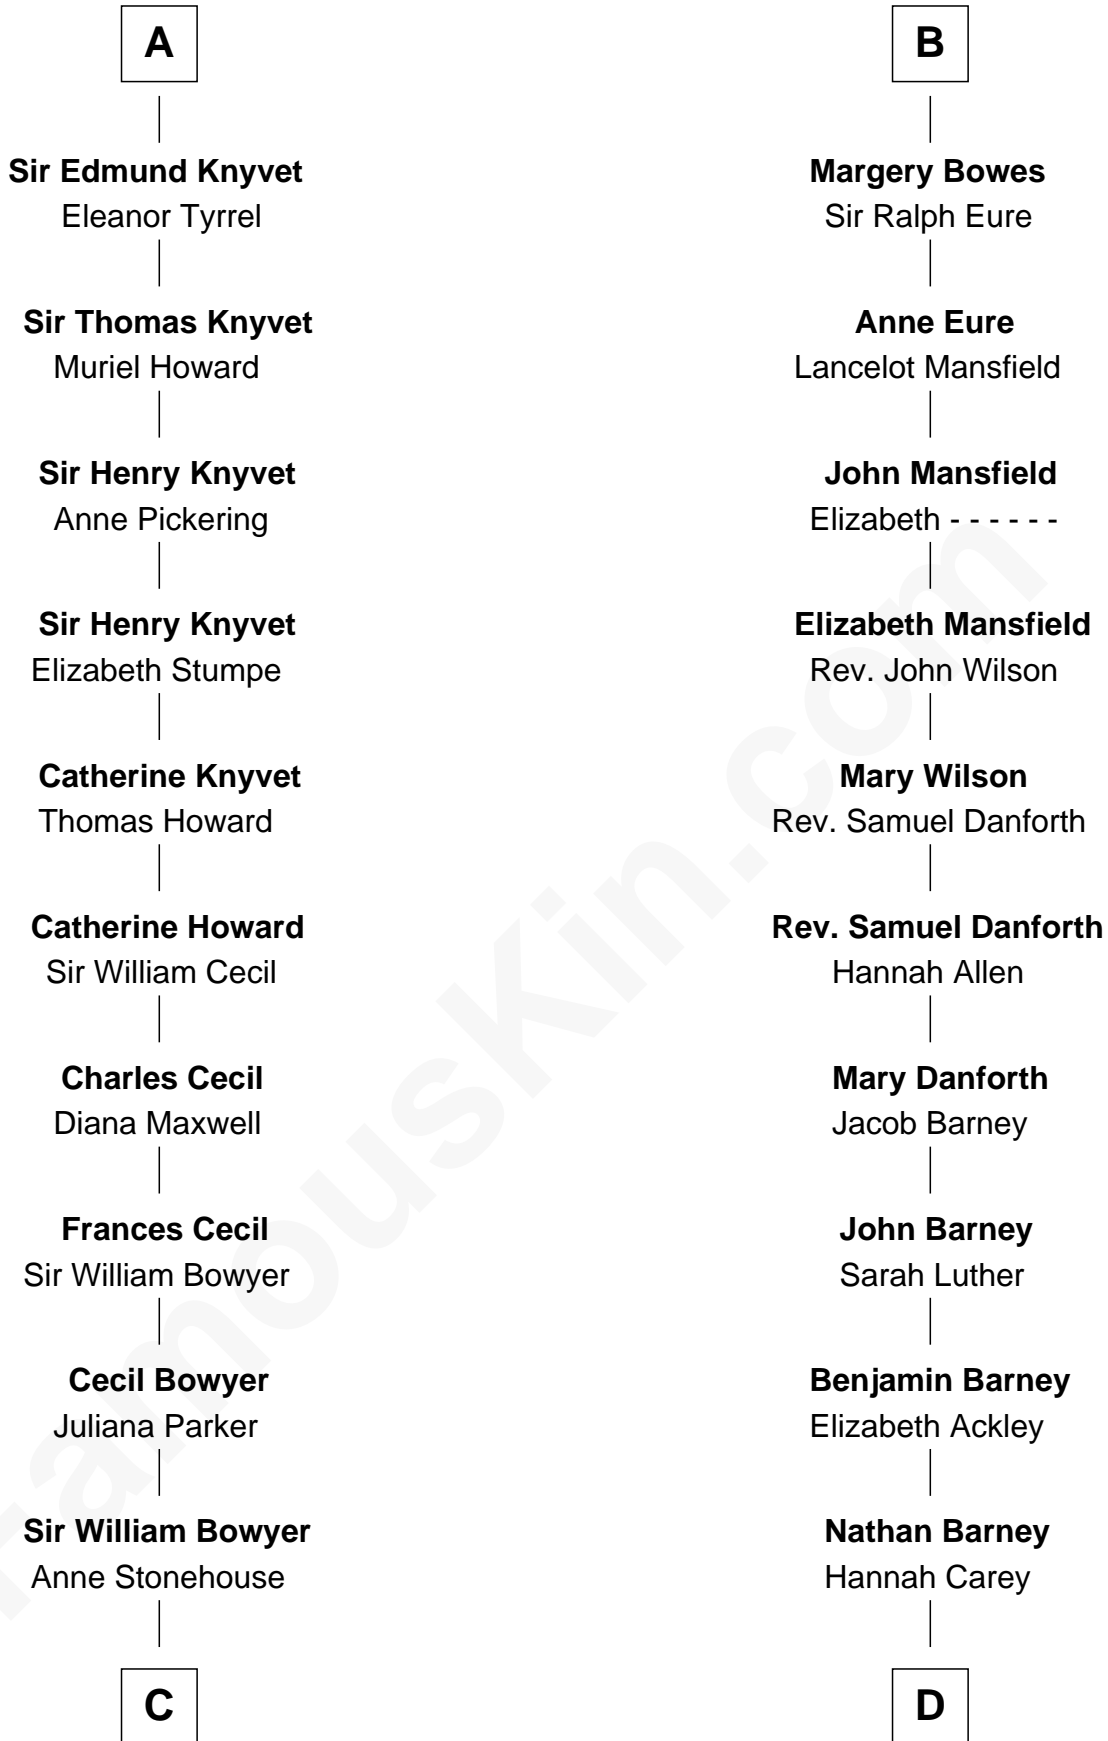 A
Sir Edmund Knyvet
Eleanor Tyrrel
Sir Thomas Knyvet
Muriel Howard
Sir Henry Knyvet
Anne Pickering
Sir Henry Knyvet
Elizabeth Stumpe
Catherine Knyvet
Thomas Howard
Catherine Howard
Sir William Cecil
Charles Cecil
Diana Maxwell
Frances Cecil
Sir William Bowyer
Cecil Bowyer
Juliana Parker
Sir William Bowyer
Anne Stonehouse
C
B
Margery Bowes
Sir Ralph Eure
Anne Eure
Lancelot Mansfield
John Mansfield
Elizabeth - - - - - -
Elizabeth Mansfield
Rev. John Wilson
Mary Wilson
Rev. Samuel Danforth
Rev. Samuel Danforth
Hannah Allen
Mary Danforth
Jacob Barney
John Barney
Sarah Luther
Benjamin Barney
Elizabeth Ackley
Nathan Barney
Hannah Carey
D
FamousKin.com